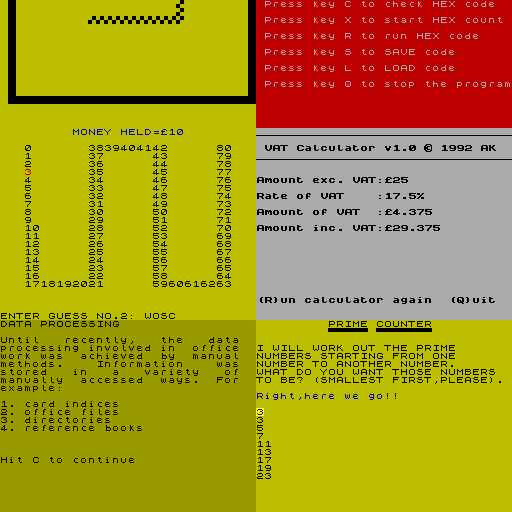 Press key C to check HEX code
Press key X to start HEX count
Press key R to run HEX code
Press key S to SAVE code
Press key L to LOAD code
Press key Q to stop the program
MONEY HELD=£10
0 3839404142 80
1 37 43 79
2 36 44 78
3 35 45 77
4 34 46 76
5 33 47 75
6 32 48 74
7 31 49 73
8 30 50 72
9 29 51 71
10 28 52 70
11 27 53 69
12 26 54 68
13 25 55 67
14 24 56 66
15 23 57 65
16 22 58 64
1718192021 5960616263
ENTER GUESS NO.2: WOSC
VAT Calculator v1.0 © 1992 AK
Amount exc. VAT:£25
Rate of VAT :17.5%
Amount of VAT :£4.375
Amount inc. VAT:£29.375
(R)un calculator again (Q)uit
DATA PROCESSING
Until recently, the data
processing involved in office
work was achieved by manual
methods. Information was
stored in a variety of
manually accessed ways. For
example:
1. card indices
2. office files
3. directories
4. reference books
Hit C to continue
PRIME COUNTER
I WILL WORK OUT THE PRIME
NUMBERS STARTING FROM ONE
NUMBER TO ANOTHER NUMBER.
WHAT DO YOU WANT THOSE NUMBERS
TO BE? (SMALLEST FIRST,PLEASE).
Right,here we go!!
3
3
5
7
11
13
17
19
23